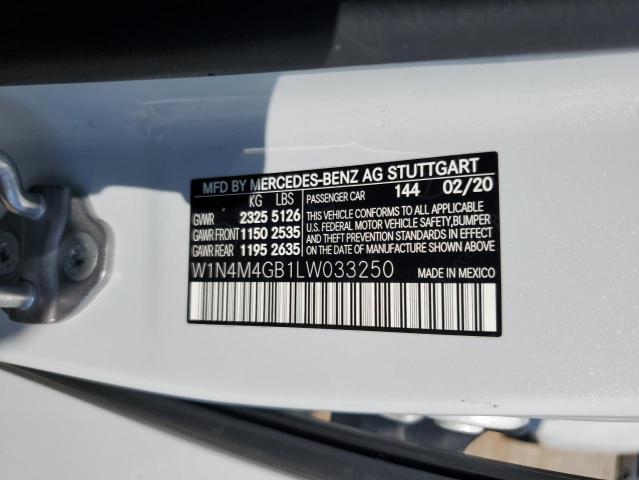 MFD BY MERCEDES-BENZ AG STUTTGART
KG LBS PASSENGER CAR 144 02/20
GVWR 2325 5126
GAWR FRONT 1150 2535
GAWR REAR 1195 2635
THIS VEHICLE CONFORMS TO ALL APPLICABLE
U.S. FEDERAL MOTOR VEHICLE SAFETY, BUMPER
AND THEFT PREVENTION STANDARDS IN EFFECT
ON THE DATE OF MANUFACTURE SHOWN ABOVE.
W1N4M4GB1LW033250 MADE IN MEXICO